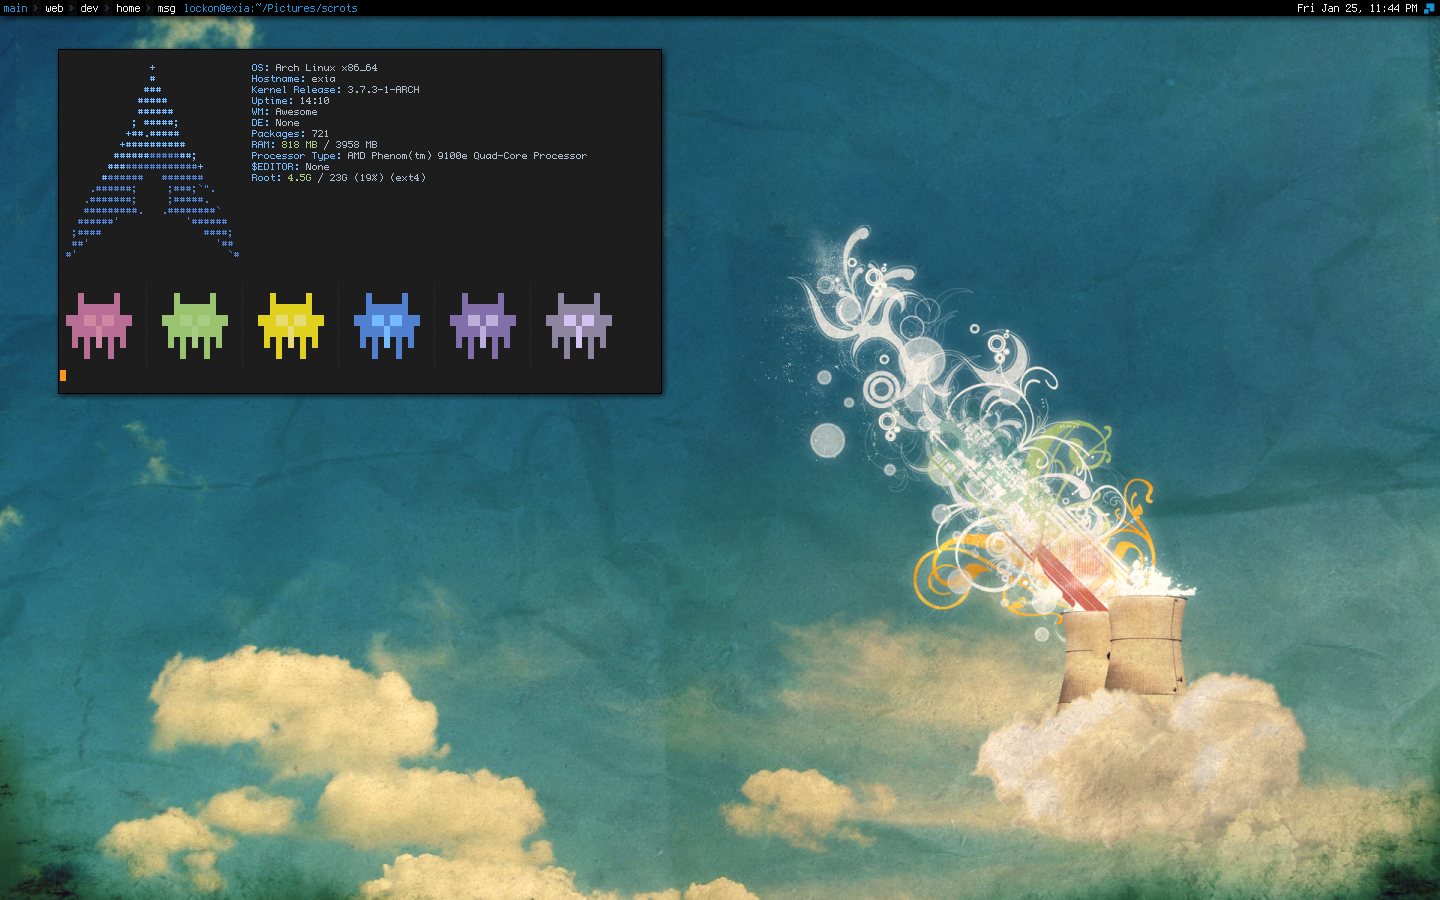 main > web > dev > home > msg lockon@exia:~/Pictures/scrots
Fri Jan 25, 11:44 PM
OS: Arch Linux x86_64
Hostname: exia
Kernel Release: 3.7.3-1-ARCH
Uptime: 14:10
WM: Awesome
DE: None
Packages: 721
RAM: 818 MB / 3958 MB
Processor Type: AMD Phenom(tm) 9100e Quad-Core Processor
$EDITOR: None
Root: 4.5G / 23G (19%) (ext4)